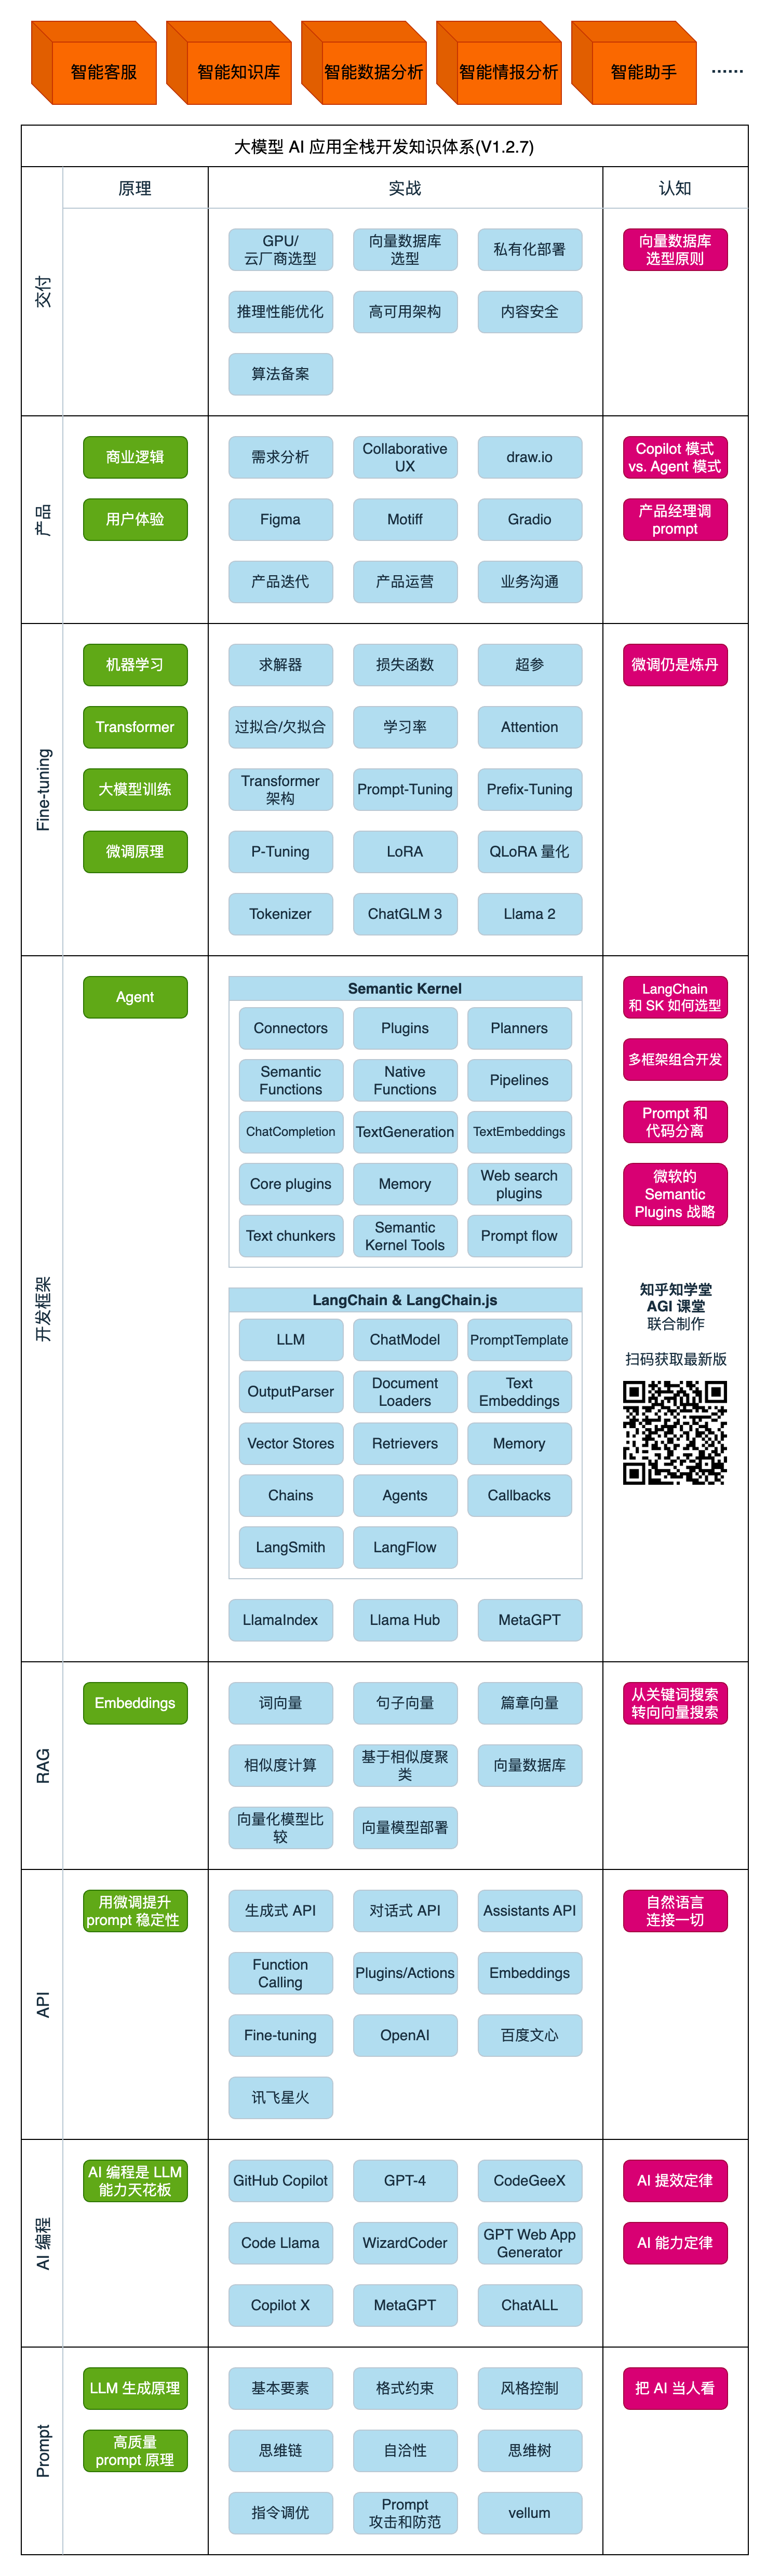 智能客服
智能知识库
智能数据分析
智能情报分析
智能助手
......
大模型 AI 应用全栈开发知识体系(V1.2.7)
原理
实战
认知
交付
GPU/
云厂商选型
向量数据库
选型
私有化部署
向量数据库
选型原则
推理性能优化
高可用架构
内容安全
算法备案
产品
商业逻辑
需求分析
Collaborative
UX
draw.io
Copilot 模式
vs. Agent 模式
用户体验
Figma
Motiff
Gradio
产品经理调
prompt
产品迭代
产品运营
业务沟通
Fine-tuning
机器学习
求解器
损失函数
超参
微调仍是炼丹
Transformer
过拟合/欠拟合
学习率
Attention
大模型训练
Transformer
架构
Prompt-Tuning
Prefix-Tuning
微调原理
P-Tuning
LoRA
QLoRA 量化
Tokenizer
ChatGLM 3
Llama 2
开发框架
Agent
Semantic Kernel
Connectors
Plugins
Planners
Semantic
Functions
Native
Functions
Pipelines
ChatCompletion
TextGeneration
TextEmbeddings
Core plugins
Memory
Web search
plugins
Text chunkers
Semantic
Kernel Tools
Prompt flow
LangChain & LangChain.js
LLM
ChatModel
PromptTemplate
OutputParser
Document
Loaders
Text
Embeddings
Vector Stores
Retrievers
Memory
Chains
Agents
Callbacks
LangSmith
LangFlow
LlamaIndex
Llama Hub
MetaGPT
LangChain
和 SK 如何选型
多框架组合开发
Prompt 和
代码分离
微软的
Semantic
Plugins 战略
知乎知学堂
AGI 课堂
联合制作
扫码获取最新版
RAG
Embeddings
词向量
句子向量
篇章向量
从关键词搜索
转向向量搜索
相似度计算
基于相似度聚
类
向量数据库
向量化模型比
较
向量模型部署
API
用微调提升
prompt 稳定性
生成式 API
对话式 API
Assistants API
自然语言
连接一切
Function
Calling
Plugins/Actions
Embeddings
Fine-tuning
OpenAI
百度文心
讯飞星火
AI 编程
AI 编程是 LLM
能力天花板
GitHub Copilot
GPT-4
CodeGeeX
AI 提效定律
Code Llama
WizardCoder
GPT Web App
Generator
AI 能力定律
Copilot X
MetaGPT
ChatALL
Prompt
LLM 生成原理
基本要素
格式约束
风格控制
把 AI 当人看
高质量
prompt 原理
思维链
自洽性
思维树
指令调优
Prompt
攻击和防范
vellum